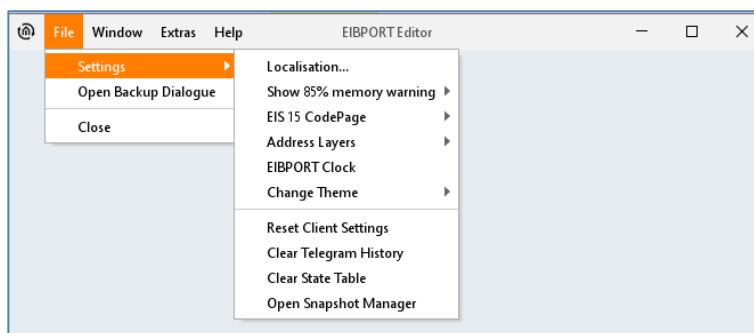 File Window Extras Help EIBPORT Editor
Settings
Open Backup Dialogue
Close
Localisation...
Show 85% memory warning
EIS 15 CodePage
Address Layers
EIBPORT Clock
Change Theme
Reset Client Settings
Clear Telegram History
Clear State Table
Open Snapshot Manager